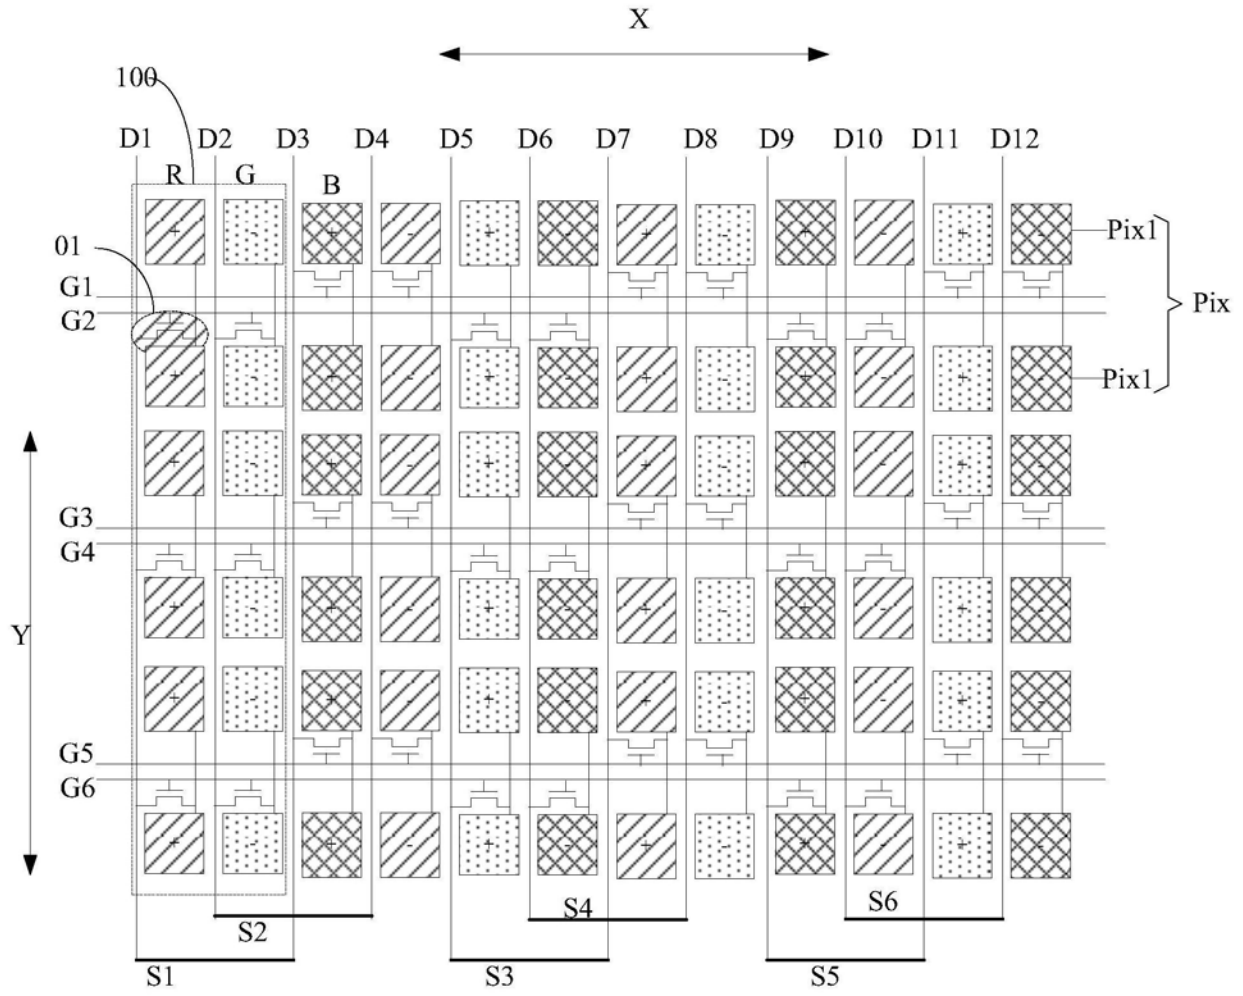 X
100
D1 D2 D3 D4 D5 D6 D7 D8 D9 D10 D11 D12
R G B
+ - + - + - + - + - + -
Pix1
01
G1
G2
Pix
+ - + - + - + - + - + -
Pix1
+ - + - + - + - + - + -
G3
G4
+ - + - + - + - + - + -
Y
+ - + - + - + - + - + -
G5
G6
+ - + - + - + - + - + -
S2 S4 S6
S1 S3 S5